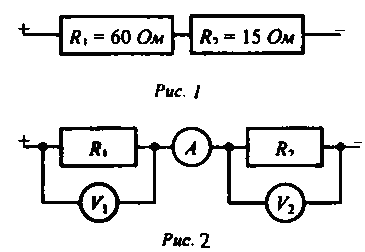 + R₁ = 60 Ом R₂ = 15 Ом −
Рис. 1
+ R₁ A R₂ −
V₁ V₂
Рис. 2